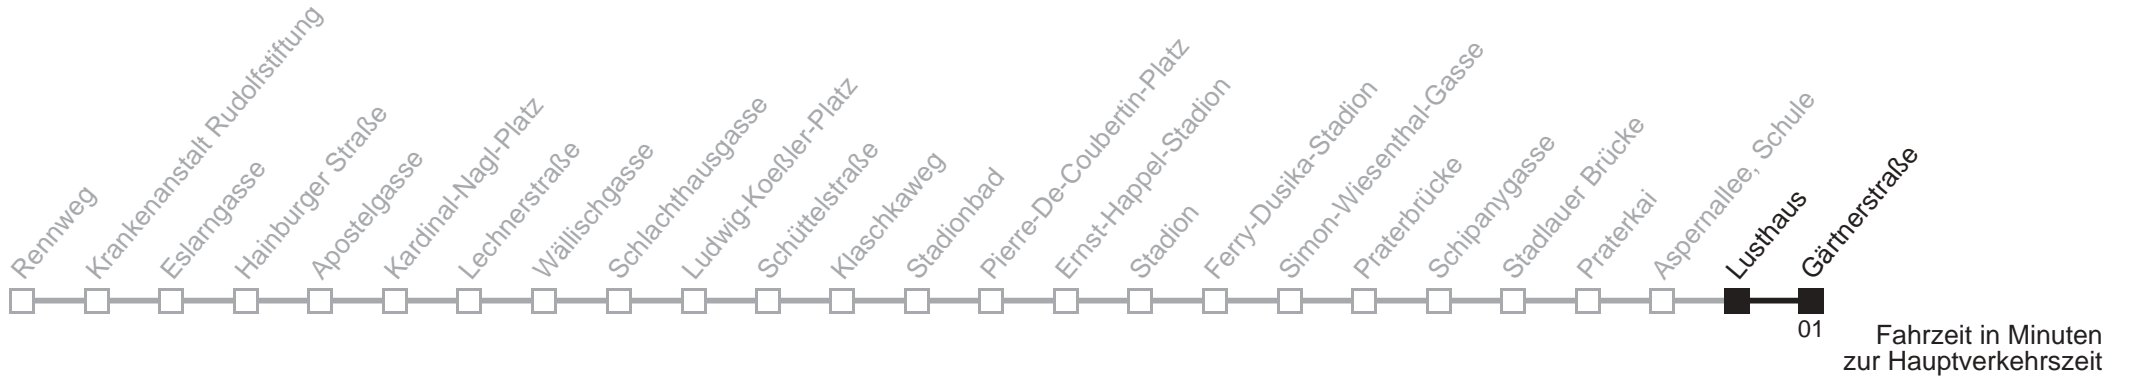 Rennweg
Krankenanstalt Rudolfstiftung
Eslarngasse
Hainburger Straße
Apostelgasse
Kardinal-Nagl-Platz
Lechnerstraße
Wällischgasse
Schlachthausgasse
Ludwig-Koeßler-Platz
Schüttelstraße
Klaschkaweg
Stadionbad
Pierre-De-Coubertin-Platz
Ernst-Happel-Stadion
Stadion
Ferry-Dusika-Stadion
Simon-Wiesenthal-Gasse
Praterbrücke
Schipanygasse
Stadlauer Brücke
Praterkai
Aspernallee, Schule
Lusthaus
Gärtnerstraße
01
Fahrzeit in Minuten
zur Hauptverkehrszeit